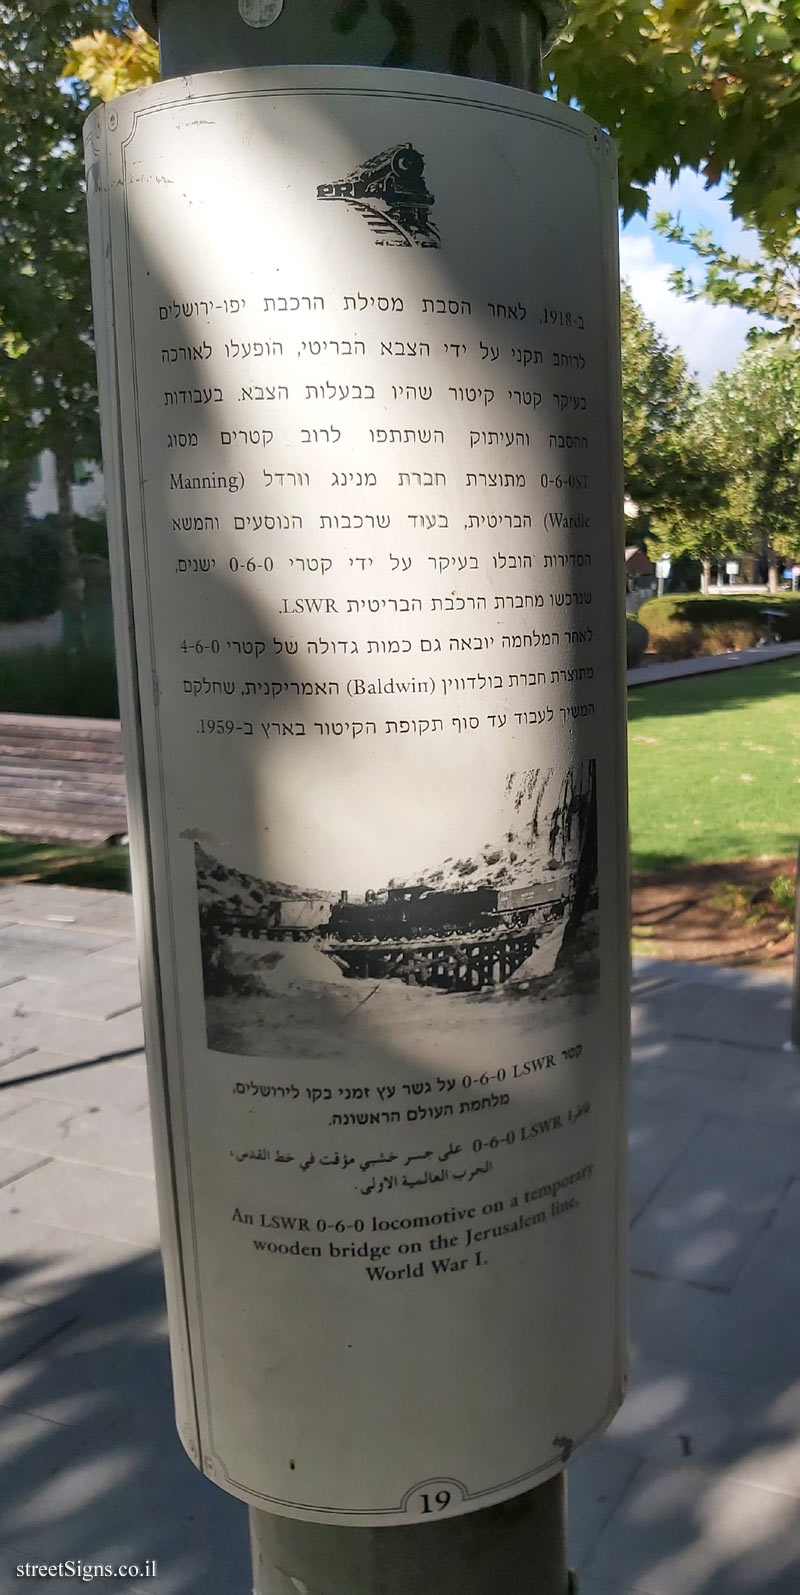 PRI
ב-1918, לאחר הסבת מסילת הרכבת יפו-ירושלים
לרוחב תקני על ידי הצבא הבריטי, הופעלו לאורכה
בעיקר קטרי קיטור שהיו בבעלות הצבא. בעבודות
ההסבה והעיתוק השתתפו לרוב קטרים מסוג
0-6-0ST מתוצרת חברת מנינג וורדל (Manning
Wardle) הבריטית, בעוד שרכבות הנוסעים והמשא
הסדירות הובלו בעיקר על ידי קטרי 0-6-0 ישנים,
שנרכשו מחברת הרכבת הבריטית LSWR.
לאחר המלחמה יובאה גם כמות גדולה של קטרי 4-6-0
מתוצרת חברת בולדווין (Baldwin) האמריקנית, שחלקם
המשיך לעבוד עד סוף תקופת הקיטור בארץ ב-1959.
קטר LSWR 0-6-0 על גשר עץ זמני בקו לירושלים,
מלחמת העולם הראשונה.
قاطرة LSWR 0-6-0 على جسر خشبي مؤقت في خط القدس،
الحرب العالمية الاولى.
An LSWR 0-6-0 locomotive on a temporary
wooden bridge on the Jerusalem line,
World War I.
19
streetSigns.co.il